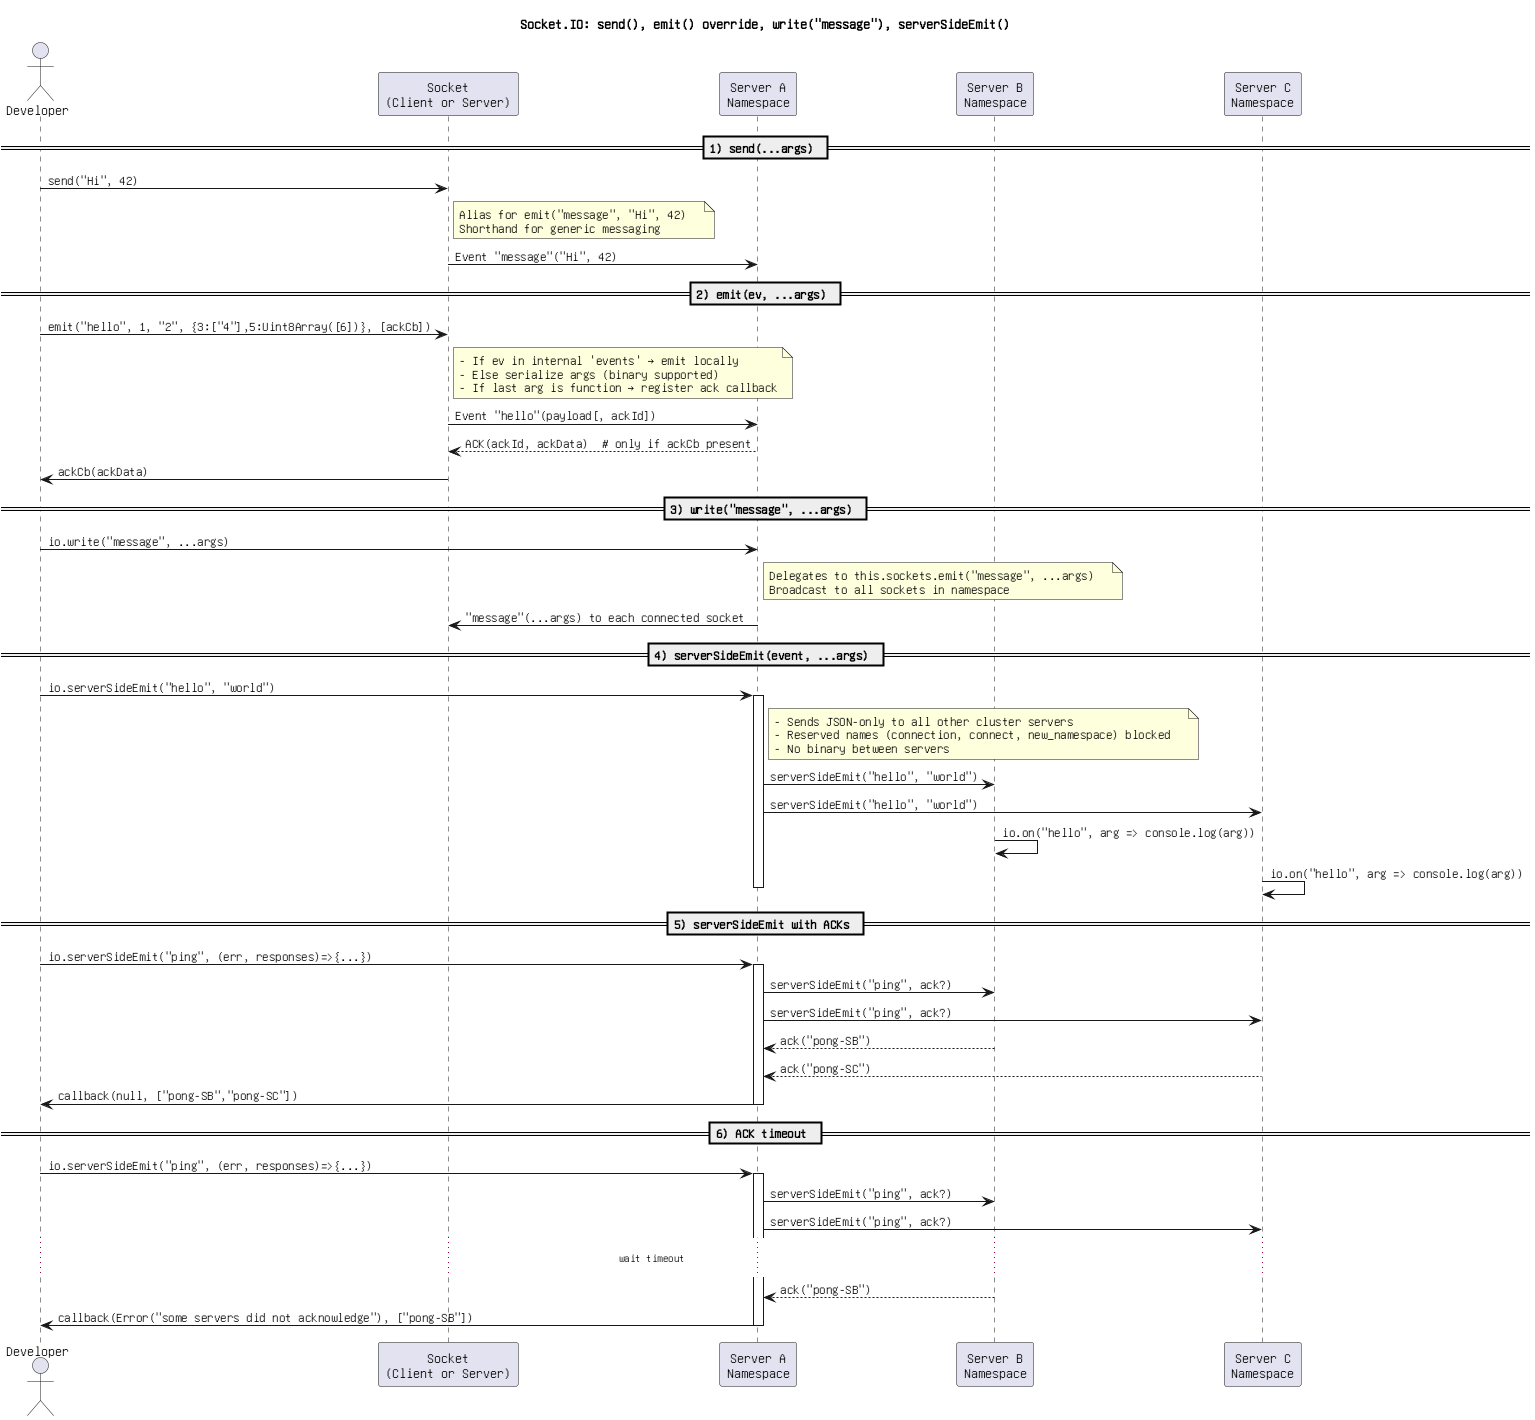 Socket.IO: send(), emit() override, write("message"), serverSideEmit()
Developer
Socket
(Client or Server)
Server A
Namespace
Server B
Namespace
Server C
Namespace
1) send(...args)
send("Hi", 42)
Alias for emit("message", "Hi", 42)
Shorthand for generic messaging
Event "message"("Hi", 42)
2) emit(ev, ...args)
emit("hello", 1, "2", {3:["4"],5:Uint8Array([6])}, [ackCb])
- If ev in internal 'events' → emit locally
- Else serialize args (binary supported)
- If last arg is function → register ack callback
Event "hello"(payload[, ackId])
ACK(ackId, ackData)  # only if ackCb present
ackCb(ackData)
3) write("message", ...args)
io.write("message", ...args)
Delegates to this.sockets.emit("message", ...args)
Broadcast to all sockets in namespace
"message"(...args) to each connected socket
4) serverSideEmit(event, ...args)
io.serverSideEmit("hello", "world")
- Sends JSON-only to all other cluster servers
- Reserved names (connection, connect, new_namespace) blocked
- No binary between servers
serverSideEmit("hello", "world")
serverSideEmit("hello", "world")
io.on("hello", arg => console.log(arg))
io.on("hello", arg => console.log(arg))
5) serverSideEmit with ACKs
io.serverSideEmit("ping", (err, responses)=>{...})
serverSideEmit("ping", ack?)
serverSideEmit("ping", ack?)
ack("pong-SB")
ack("pong-SC")
callback(null, ["pong-SB","pong-SC"])
6) ACK timeout
io.serverSideEmit("ping", (err, responses)=>{...})
serverSideEmit("ping", ack?)
serverSideEmit("ping", ack?)
wait timeout
ack("pong-SB")
callback(Error("some servers did not acknowledge"), ["pong-SB"])
Developer
Socket
(Client or Server)
Server A
Namespace
Server B
Namespace
Server C
Namespace